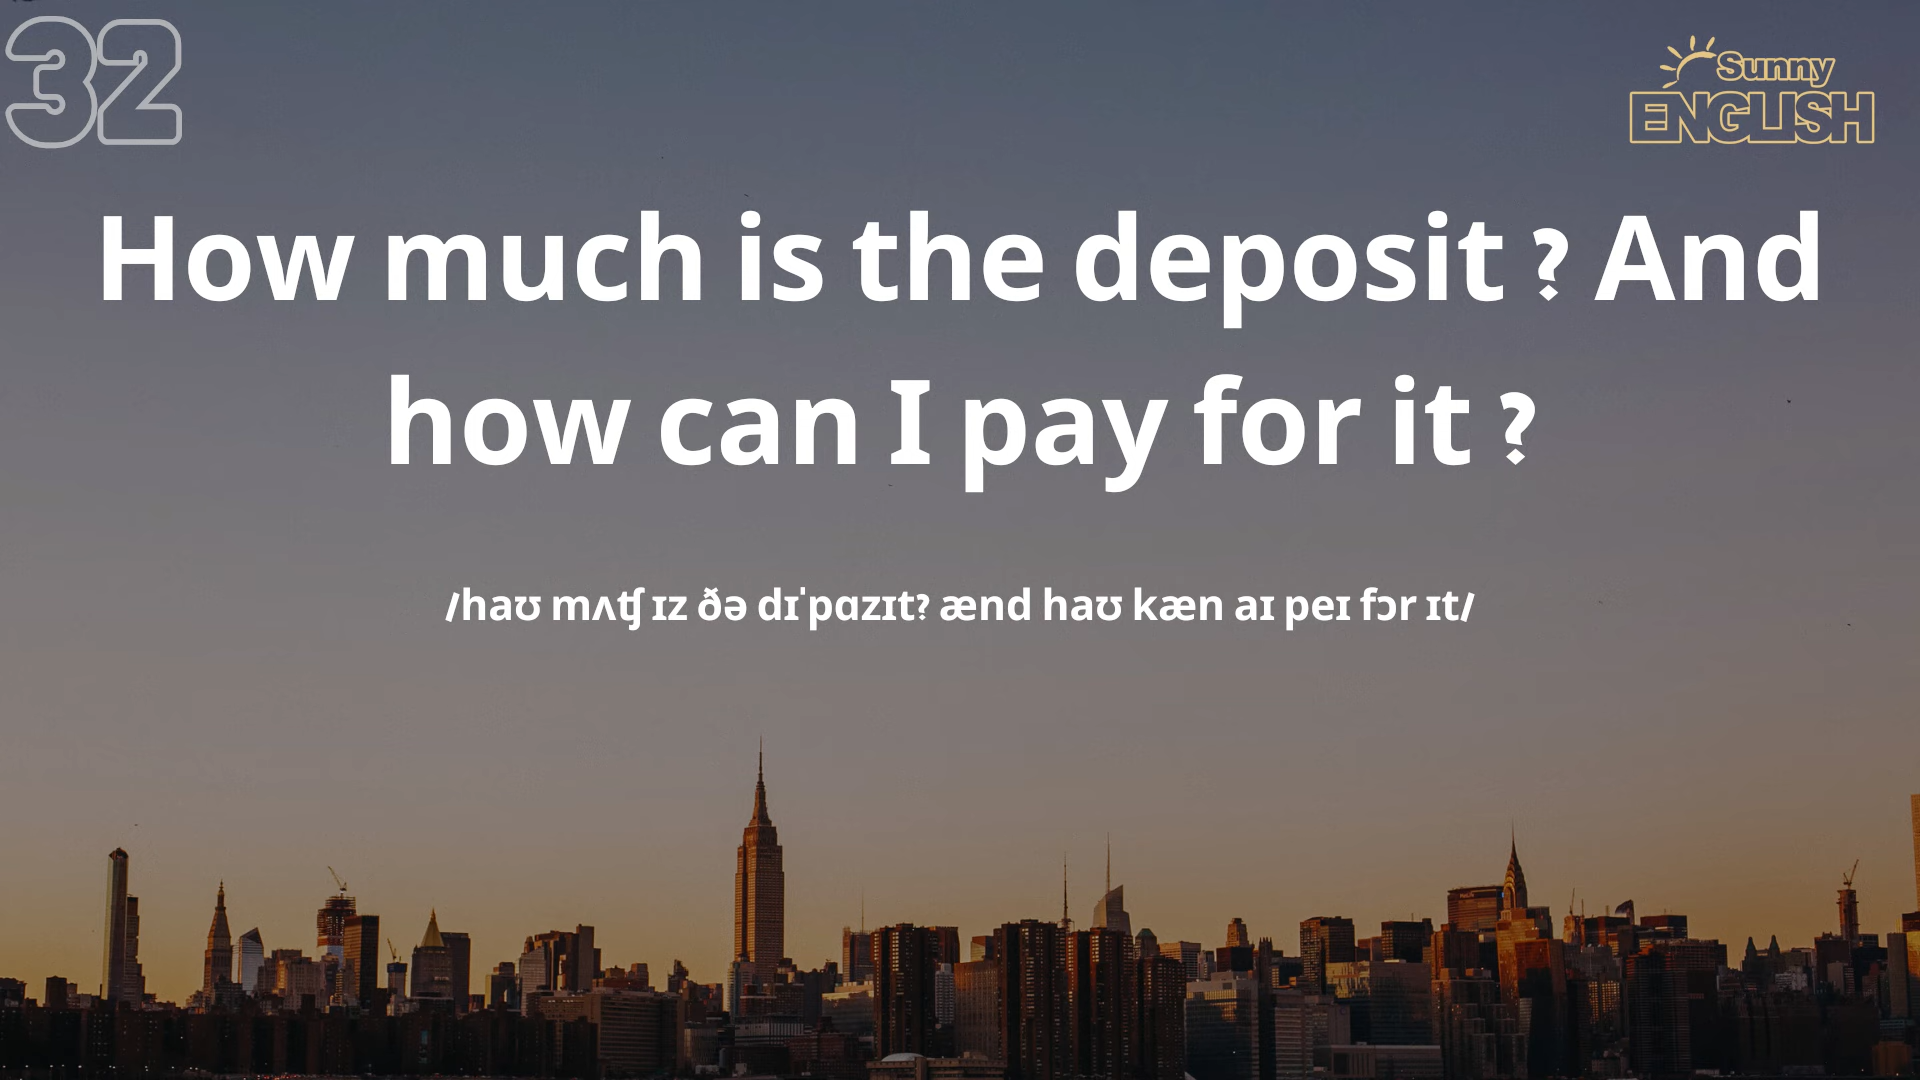 32
Sunny
ENGLISH
How much is the deposit ? And
how can I pay for it ?
/haʊ mʌʧ ɪz ðə dɪˈpɑzɪt? ænd haʊ kæn aɪ peɪ fɔr ɪt/